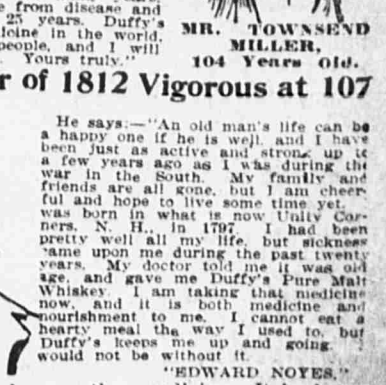 e from disease and
25 years. Duffy's
icine in the world,
people, and I will
Yours truly."
MR. TOWNSEND
MILLER,
104 Years Old.
r of 1812 Vigorous at 107
He says:—"An old man's life can be
a happy one if he is well, and I have
been just as active and strong up to
a few years ago as I was during the
war in the South. My family and
friends are all gone, but I am cheer-
ful and hope to live some time yet. I
was born in what is now Unity Cor-
ners, N. H., in 1797. I had been
pretty well all my life, but sickness
came upon me during the past twenty
years. My doctor told me it was old
age, and gave me Duffy's Pure Malt
Whiskey. I am taking that medicine
now, and it is both medicine and
nourishment to me. I cannot eat a
hearty meal the way I used to, but
Duffy's keeps me up and going. I
would not be without it.
"EDWARD NOYES."